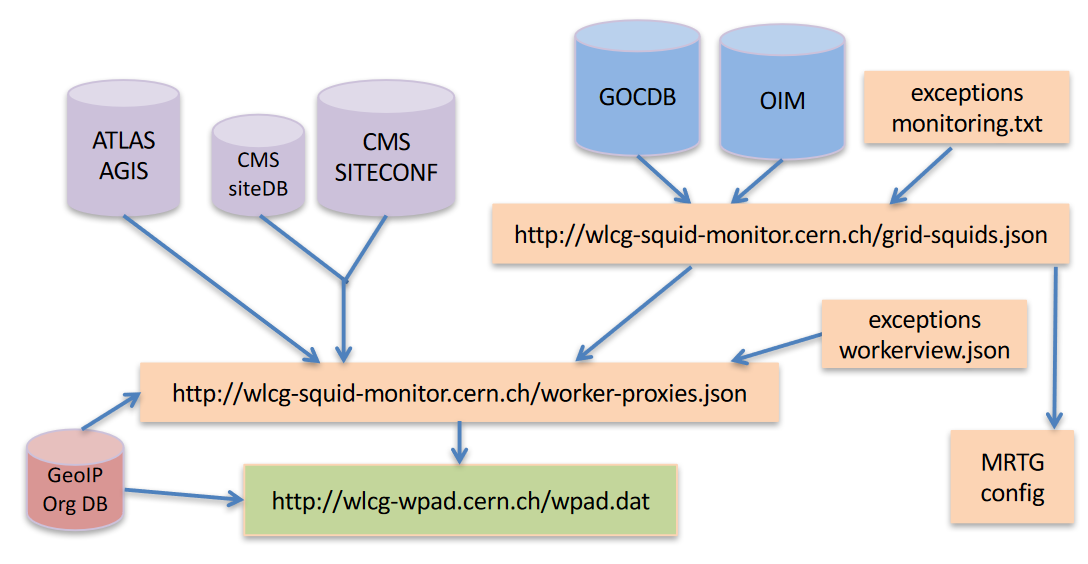 GOCDB
OIM
exceptions
monitoring.txt
ATLAS
AGIS
CMS
siteDB
CMS
SITECONF
http://wlcg-squid-monitor.cern.ch/grid-squids.json
exceptions
workerview.json
http://wlcg-squid-monitor.cern.ch/worker-proxies.json
GeoIP
Org DB
http://wlcg-wpad.cern.ch/wpad.dat
MRTG
config